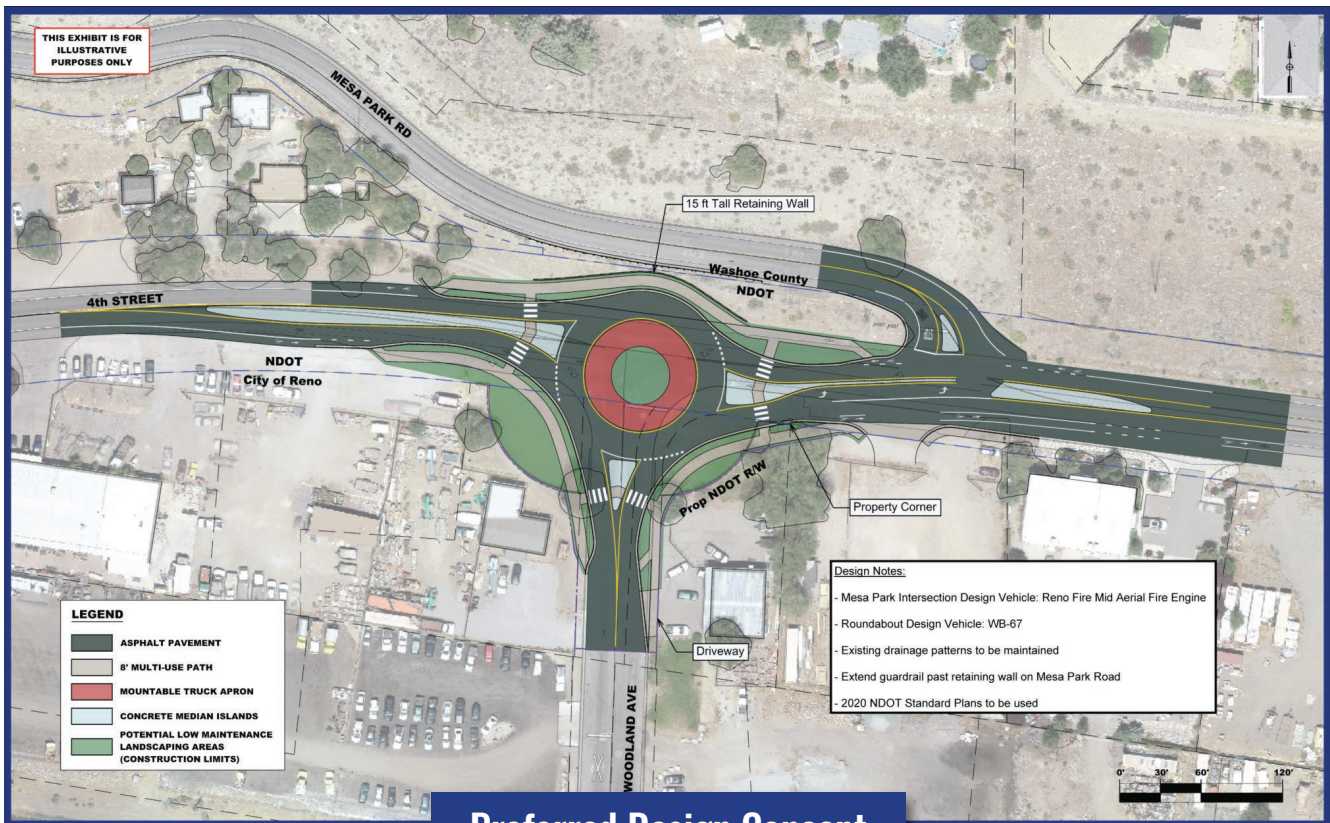 THIS EXHIBIT IS FOR
ILLUSTRATIVE
PURPOSES ONLY
MESA PARK RD
15 ft Tall Retaining Wall
Washoe County
NDOT
4th STREET
NDOT
City of Reno
STOP
Prop NDOT R/W
Property Corner
Driveway
WOODLAND AVE
LEGEND
ASPHALT PAVEMENT
8' MULTI-USE PATH
MOUNTABLE TRUCK APRON
CONCRETE MEDIAN ISLANDS
POTENTIAL LOW MAINTENANCE
LANDSCAPING AREAS
(CONSTRUCTION LIMITS)
Design Notes:
- Mesa Park Intersection Design Vehicle: Reno Fire Mid Aerial Fire Engine
- Roundabout Design Vehicle: WB-67
- Existing drainage patterns to be maintained
- Extend guardrail past retaining wall on Mesa Park Road
- 2020 NDOT Standard Plans to be used
0' 30' 60' 120'
Preferred Design Concept